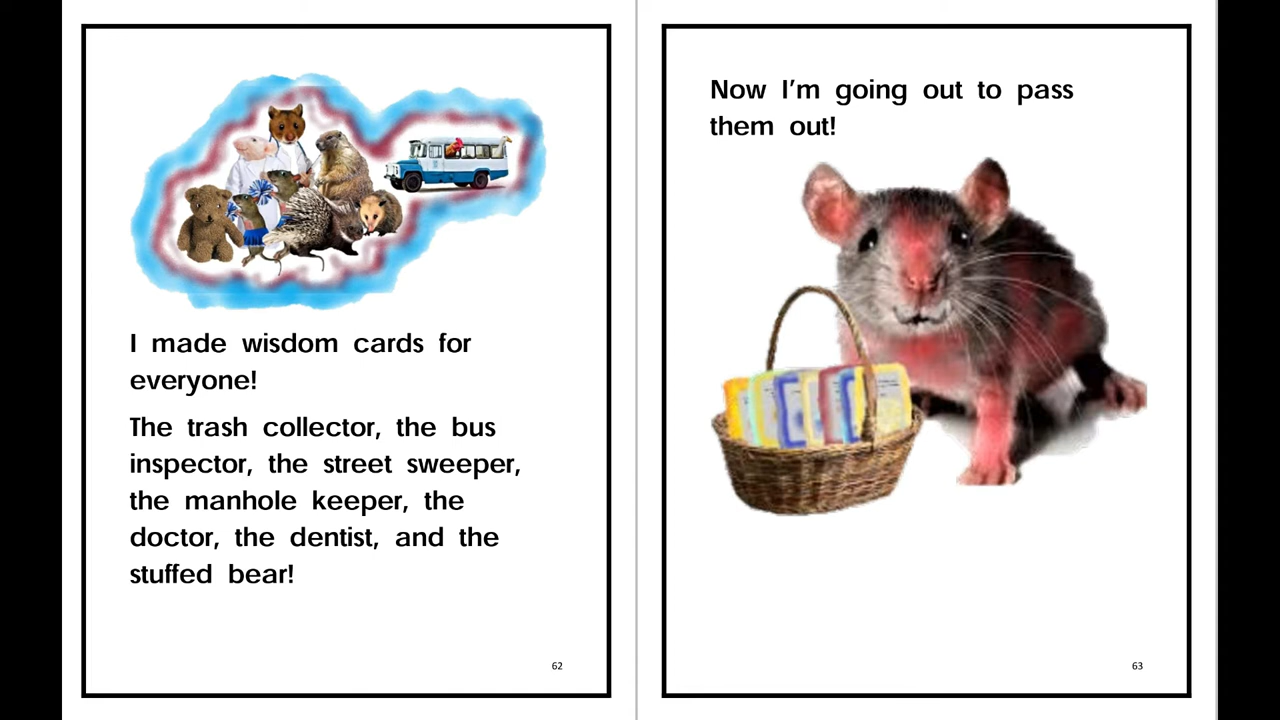 I made wisdom cards for
everyone!
The trash collector, the bus
inspector, the street sweeper,
the manhole keeper, the
doctor, the dentist, and the
stuffed bear!
62
Now I'm going out to pass
them out!
63